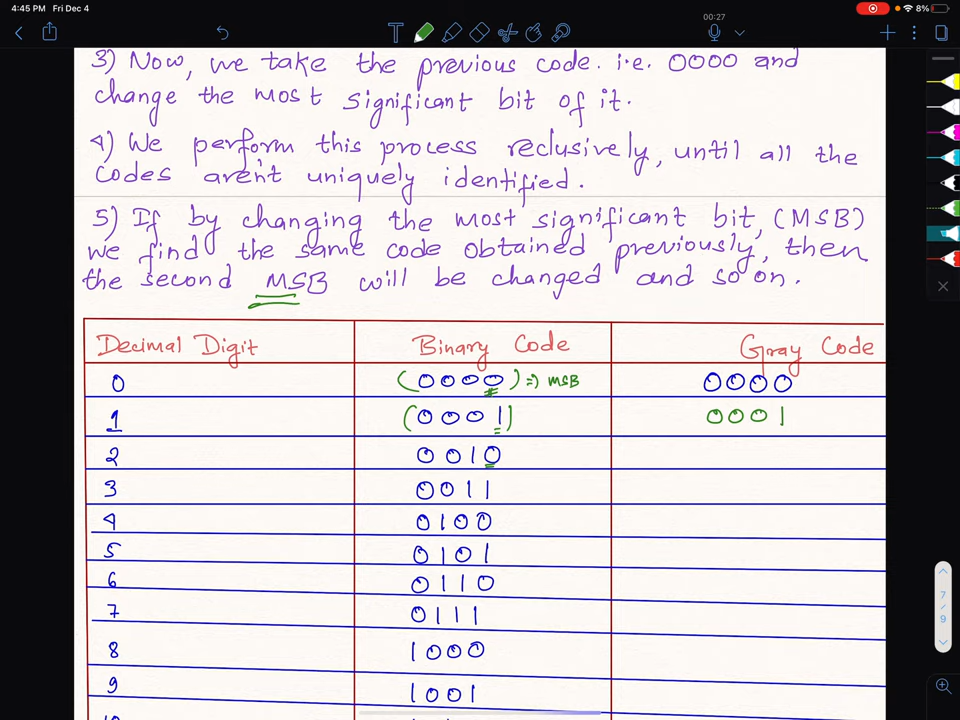 4:45 PM Fri Dec 4
8%
00:27
3) Now, we take the previous code. i.e. 0000 and
change the most significant bit of it.
4) We perform this process reclusively, until all the
codes aren't uniquely identified.
5) If by changing the most significant bit, (MSB)
we find the same code obtained previously, then
the second MSB will be changed and so on.
Decimal Digit Binary Code Gray Code
0 (0000) => MSB 0000
1 (0001) 0001
2 0010
3 0011
4 0100
5 0101
6 0110
7 0111
8 1000
9 1001
7
/
9